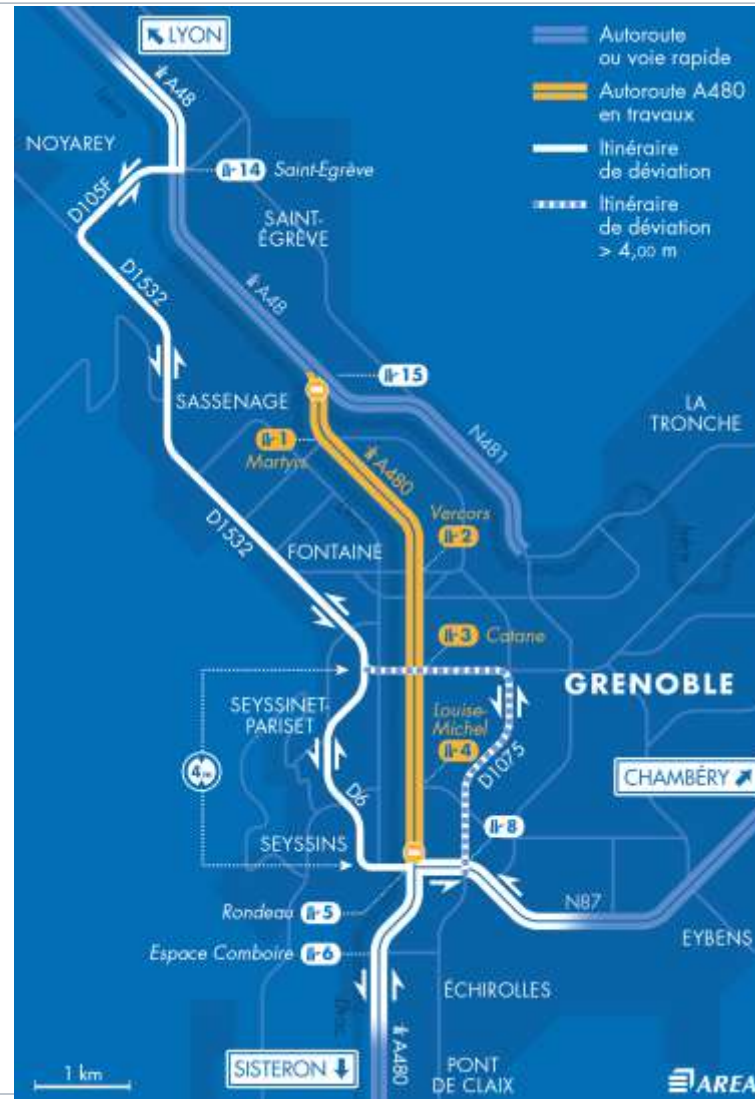 LYON
A48
Autoroute
ou voie rapide
Autoroute A480
en travaux
Itinéraire
de déviation
Itinéraire
de déviation
> 4,00 m
NOYAREY
14 Saint-Egrève
D105F
SAINT-
ÉGRÈVE
D1532
A48
15
SASSENAGE
LA
TRONCHE
1
Martyrs
A480
N481
Vercors
2
D1532
FONTAINE
3 Catane
GRENOBLE
SEYSSINET-
PARISET
Louise-
Michel
4
D1075
4m
CHAMBÉRY
D6
8
SEYSSINS
Rondeau 5
N87
EYBENS
Espace Comboire 6
ÉCHIROLLES
A480
1 km
SISTERON
PONT
DE CLAIX
AREA